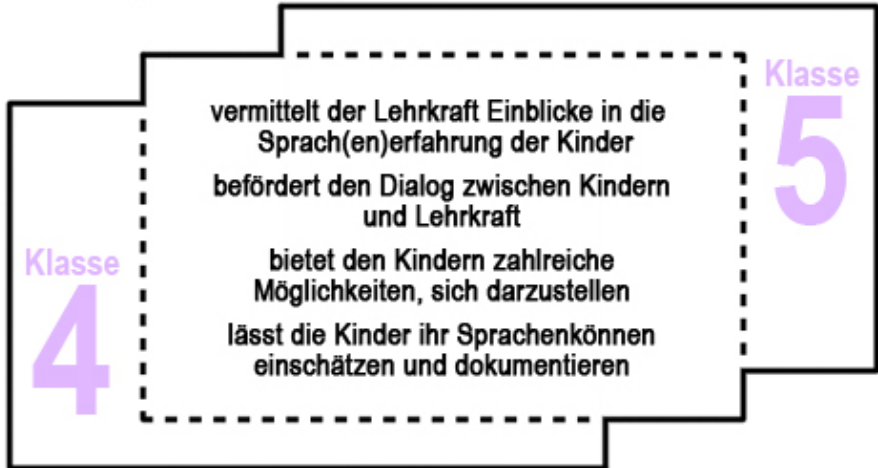 Klasse
5
vermittelt der Lehrkraft Einblicke in die
Sprach(en)erfahrung der Kinder
befördert den Dialog zwischen Kindern
und Lehrkraft
bietet den Kindern zahlreiche
Möglichkeiten, sich darzustellen
lässt die Kinder ihr Sprachenkönnen
einschätzen und dokumentieren
Klasse
4